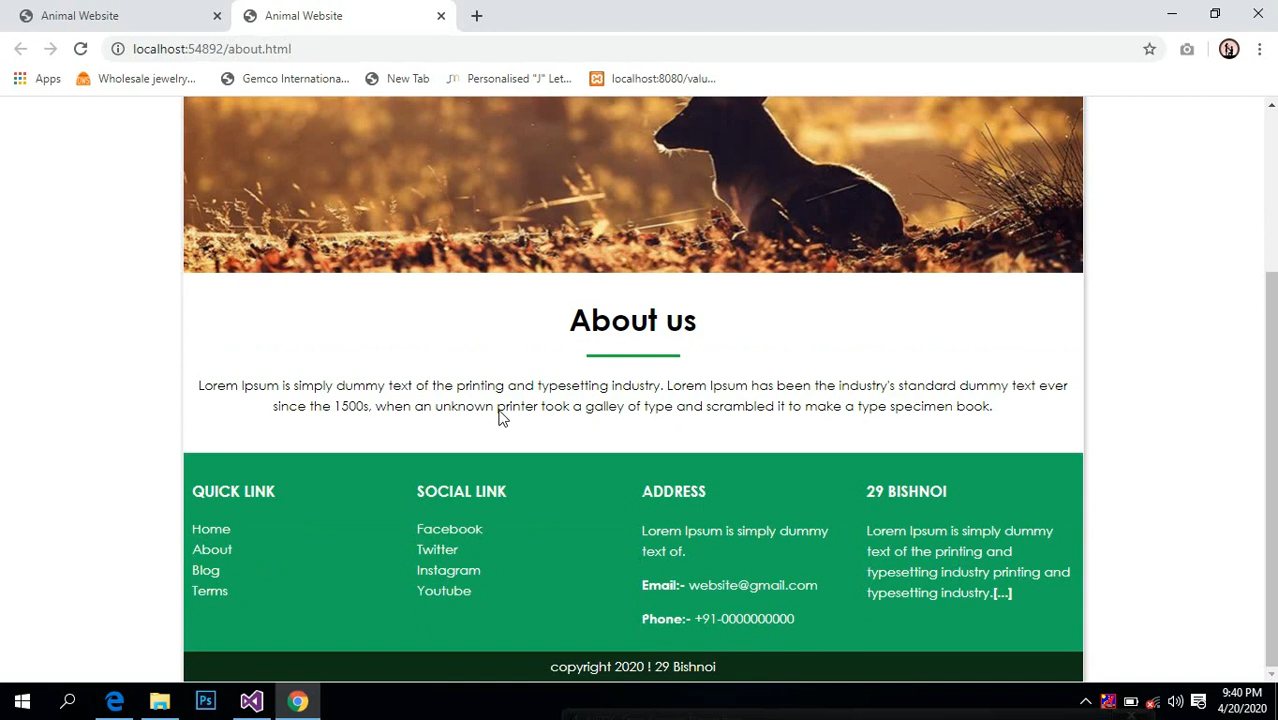 Animal Website
Animal Website
localhost:54892/about.html
Apps
Wholesale jewelry...
Gemco Internationa...
New Tab
Personalised "J" Let...
localhost:8080/valu...
About us
Lorem Ipsum is simply dummy text of the printing and typesetting industry. Lorem Ipsum has been the industry's standard dummy text ever
since the 1500s, when an unknown printer took a galley of type and scrambled it to make a type specimen book.
QUICK LINK
Home
About
Blog
Terms
SOCIAL LINK
Facebook
Twitter
Instagram
Youtube
ADDRESS
Lorem Ipsum is simply dummy
text of.
Email:- website@gmail.com
Phone:- +91-0000000000
29 BISHNOI
Lorem Ipsum is simply dummy
text of the printing and
typesetting industry printing and
typesetting industry.[...]
copyright 2020 ! 29 Bishnoi
Ps
9:40 PM
4/20/2020